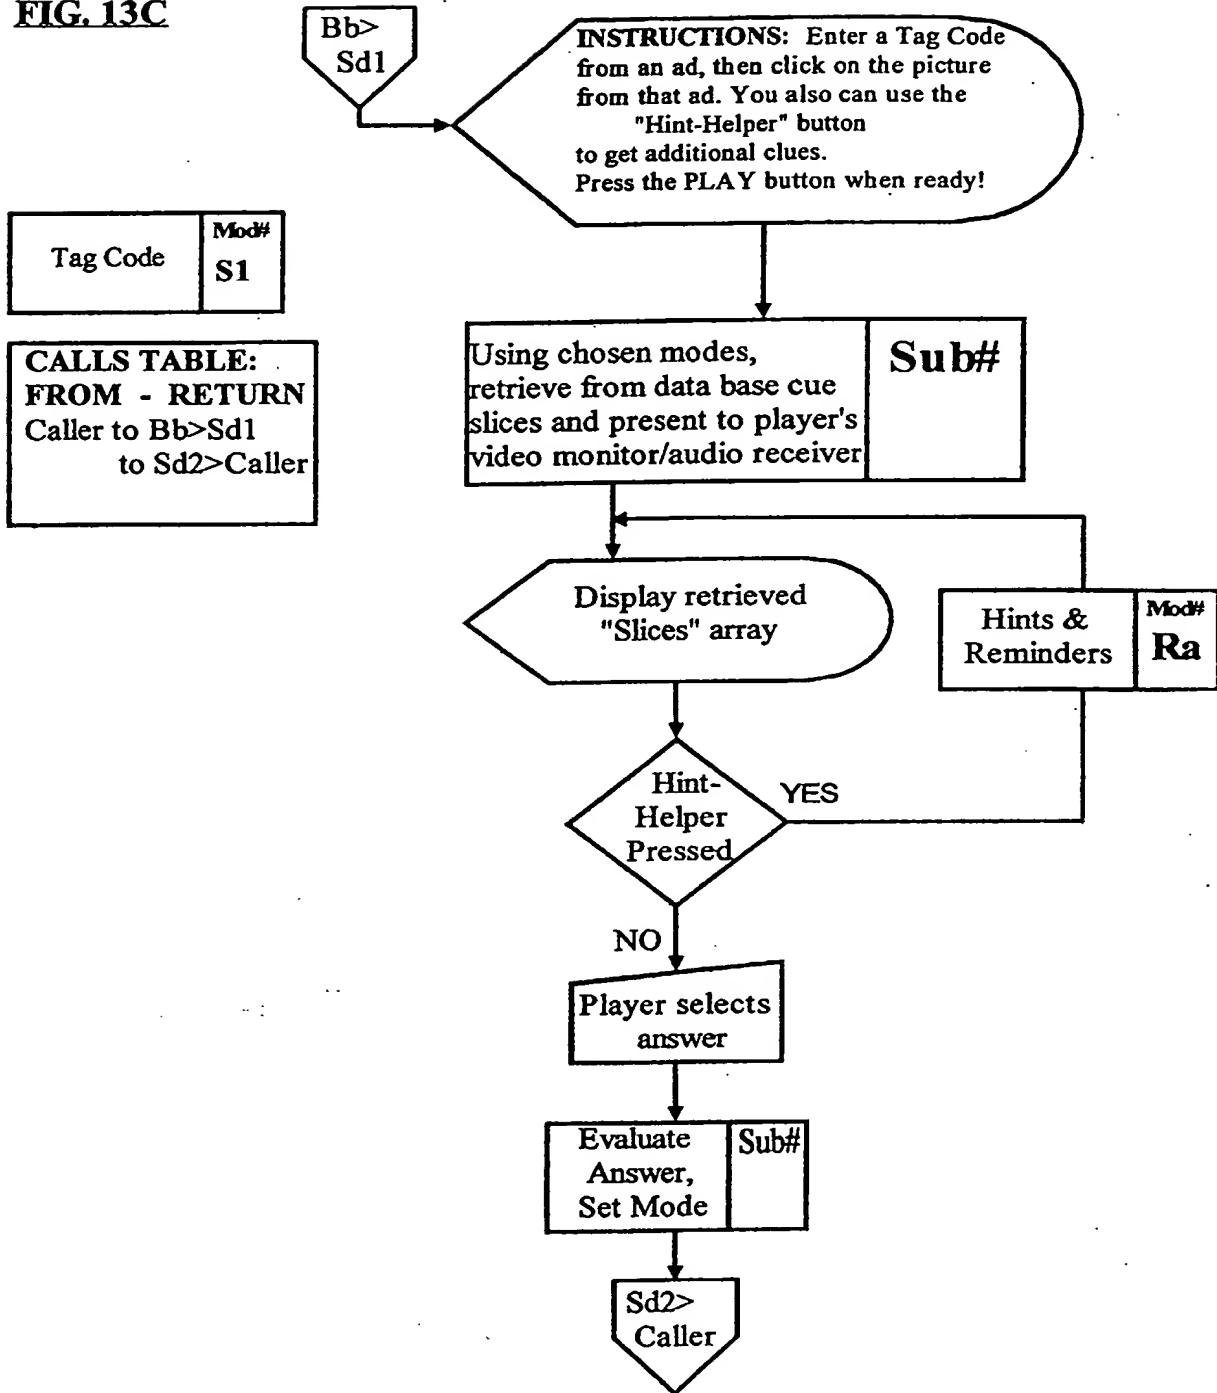 FIG. 13C
Bb>
Sd1
INSTRUCTIONS: Enter a Tag Code
from an ad, then click on the picture
from that ad. You also can use the
"Hint-Helper" button
to get additional clues.
Press the PLAY button when ready!
Tag Code
Mod#
S1
CALLS TABLE:
FROM - RETURN
Caller to Bb>Sd1
to Sd2>Caller
Using chosen modes,
retrieve from data base cue
slices and present to player's
video monitor/audio receiver
Sub#
Display retrieved
"Slices" array
Hints &
Reminders
Mod#
Ra
Hint-
Helper
Pressed
YES
NO
Player selects
answer
Evaluate
Answer,
Set Mode
Sub#
Sd2>
Caller